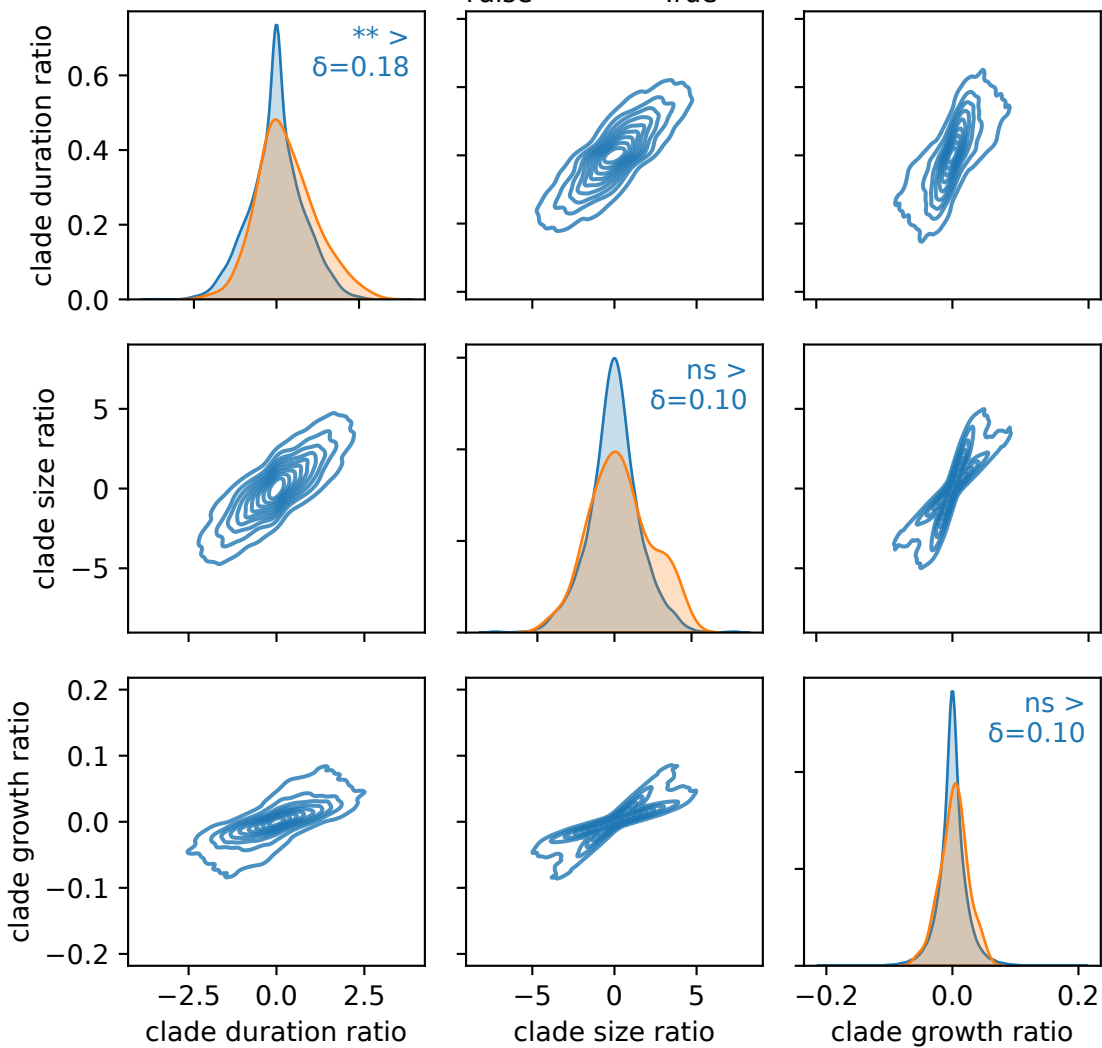 ** >
δ=0.18
clade duration ratio
0.6
0.4
0.2
0.0
ns >
δ=0.10
clade size ratio
5
0
−5
ns >
δ=0.10
clade growth ratio
0.2
0.1
0.0
−0.1
−0.2
−2.5 0.0 2.5
−5 0 5
−0.2 0.0 0.2
clade duration ratio
clade size ratio
clade growth ratio